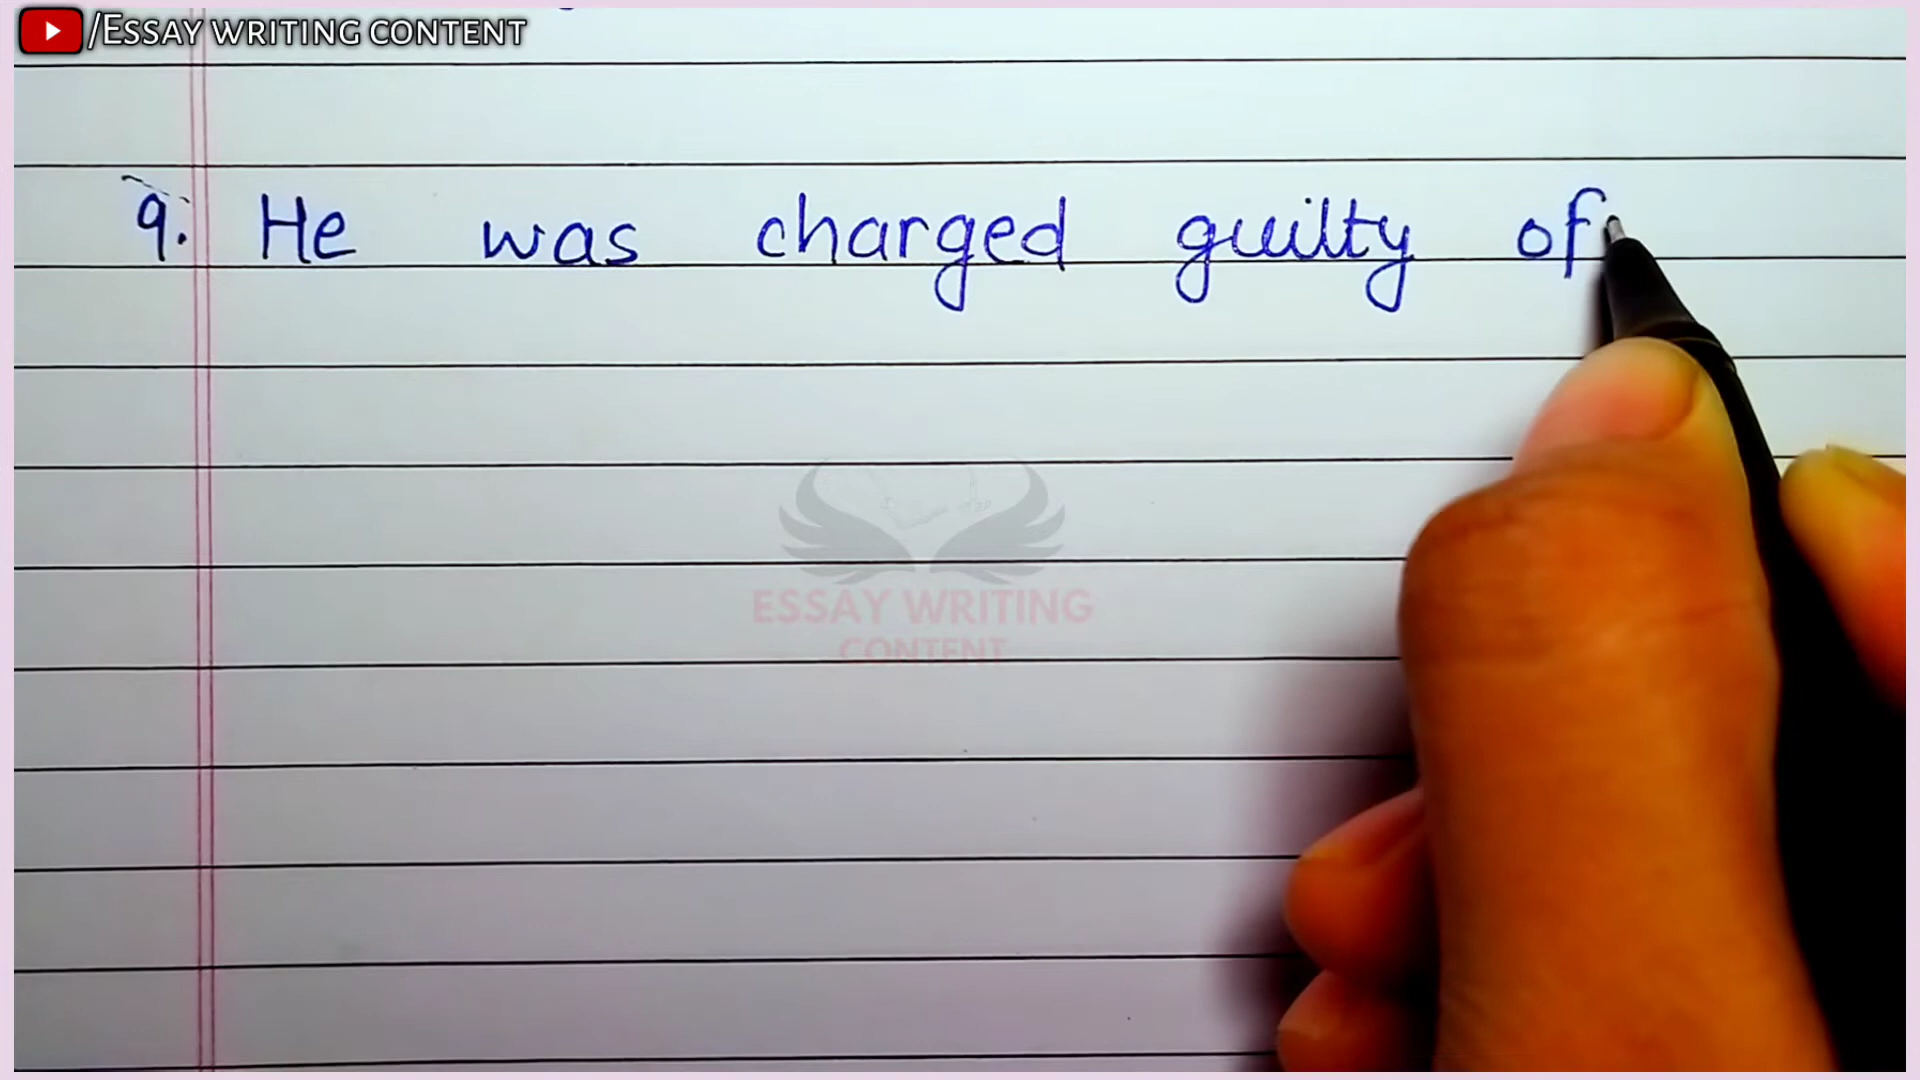 /ESSAY WRITING CONTENT
9. He was charged guilty of
ESSAY WRITING
CONTENT